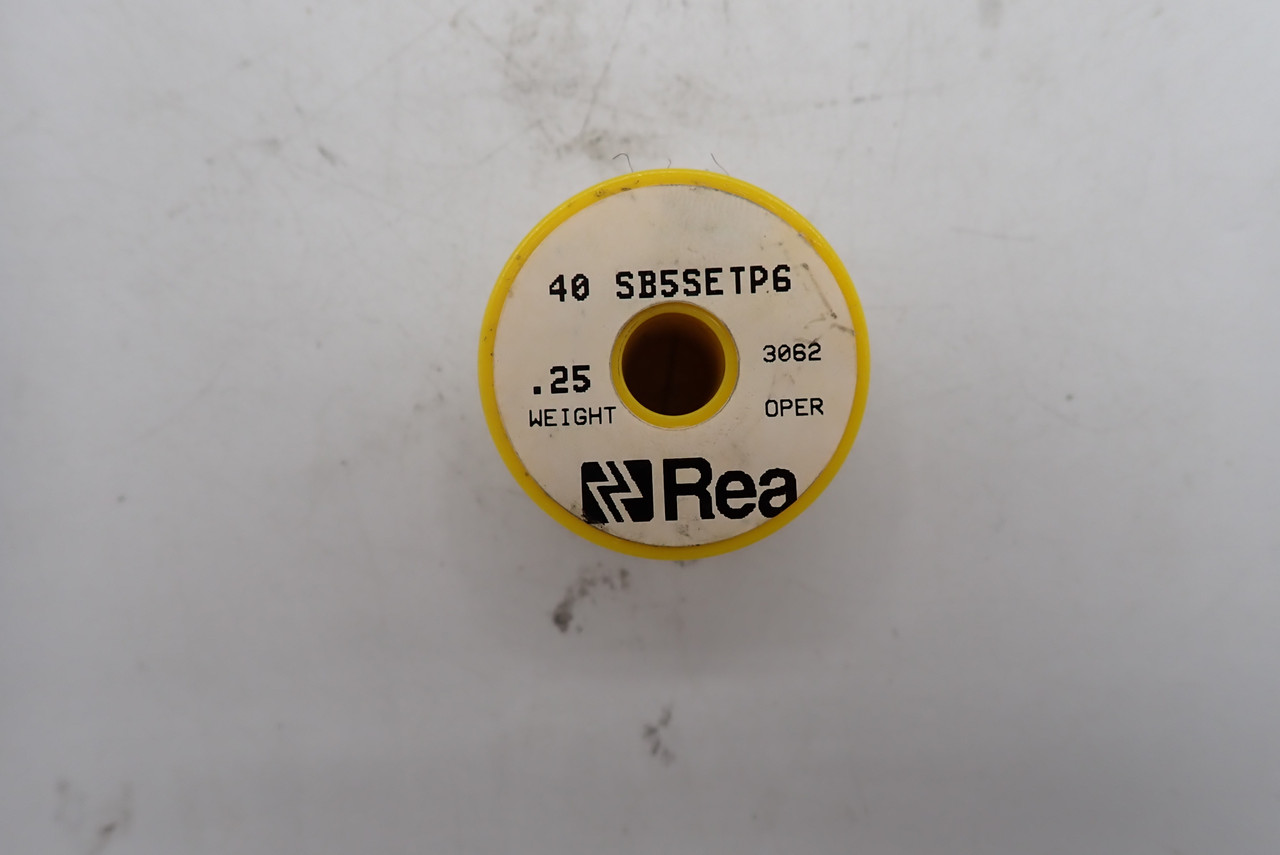 40 SB5SETP6
3062
.25
WEIGHT
OPER
Rea